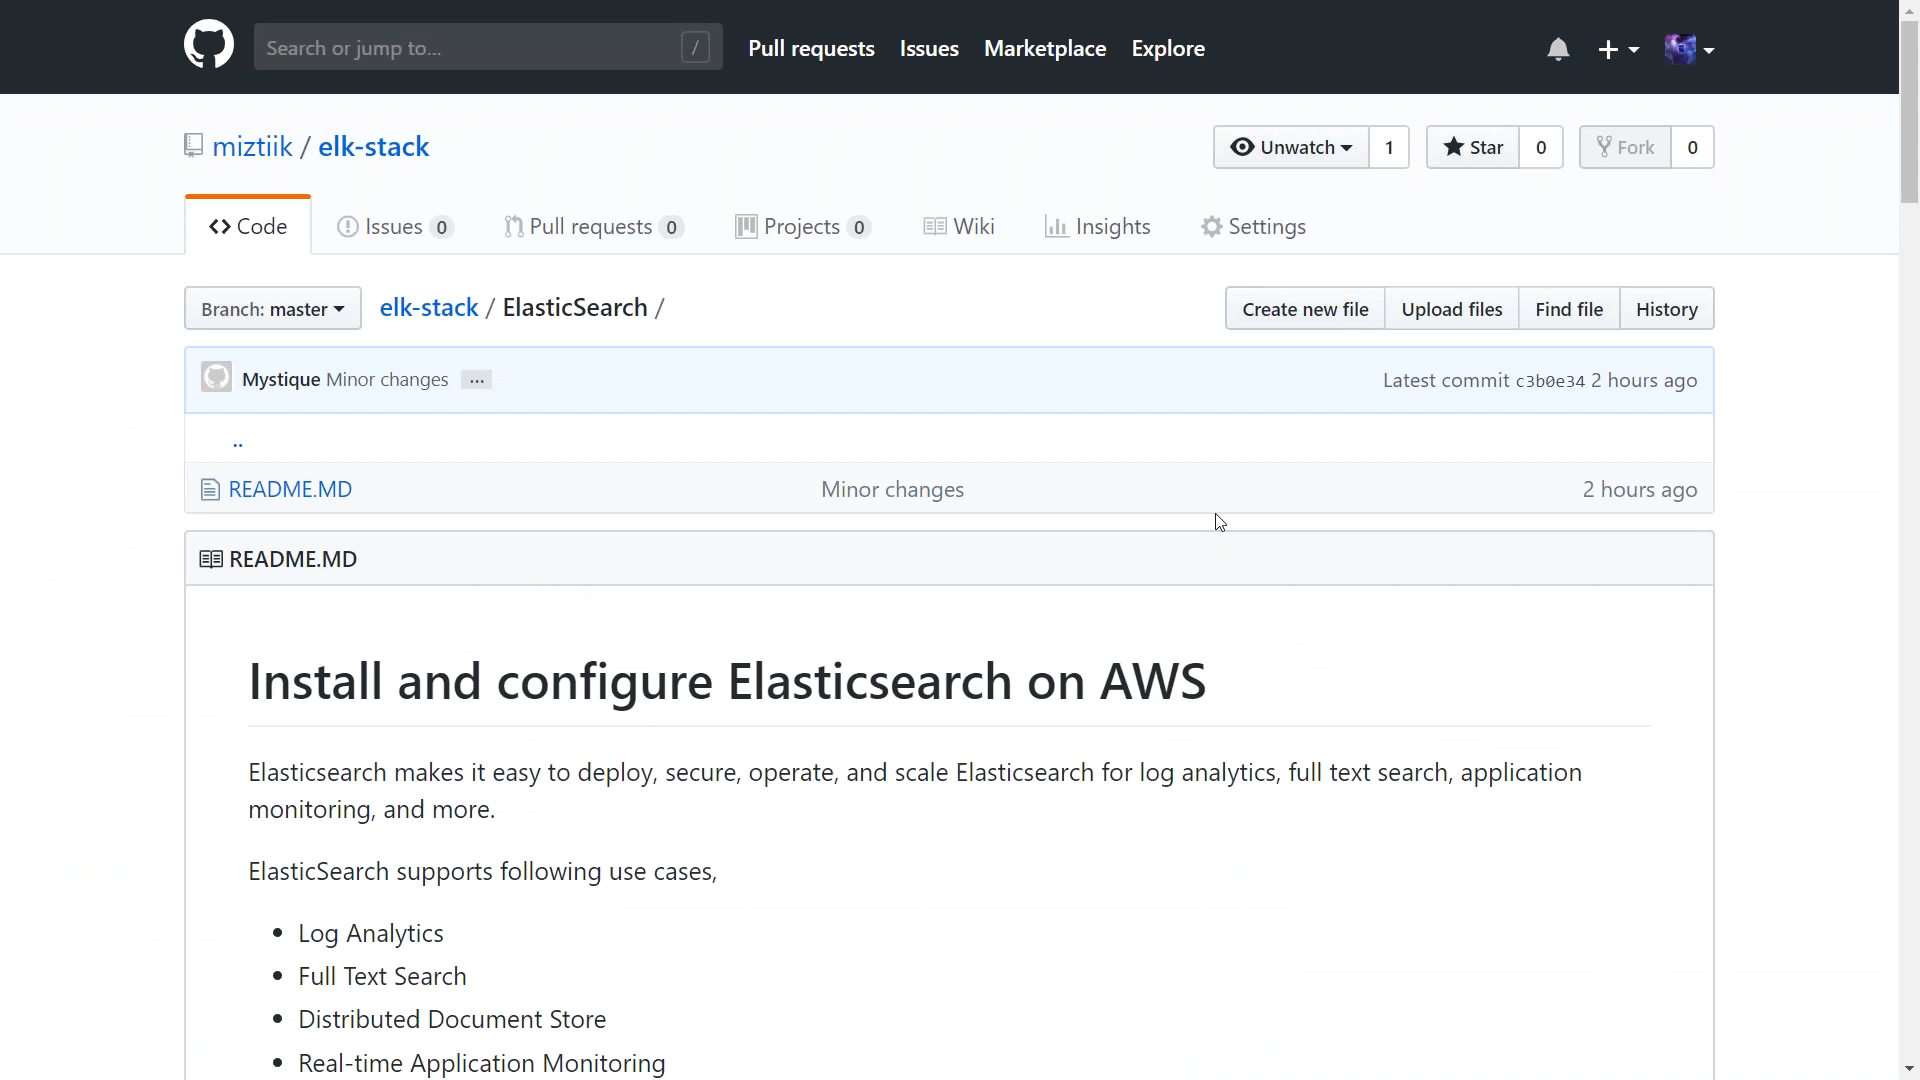 Search or jump to... / Pull requests Issues Marketplace Explore
miztiik / elk-stack Unwatch 1 Star 0 Fork 0
Code Issues 0 Pull requests 0 Projects 0 Wiki Insights Settings
Branch: master elk-stack / ElasticSearch / Create new file Upload files Find file History
Mystique Minor changes ... Latest commit c3b0e34 2 hours ago
..
README.MD Minor changes 2 hours ago
README.MD
Install and configure Elasticsearch on AWS
Elasticsearch makes it easy to deploy, secure, operate, and scale Elasticsearch for log analytics, full text search, application
monitoring, and more.
ElasticSearch supports following use cases,
• Log Analytics
• Full Text Search
• Distributed Document Store
• Real-time Application Monitoring